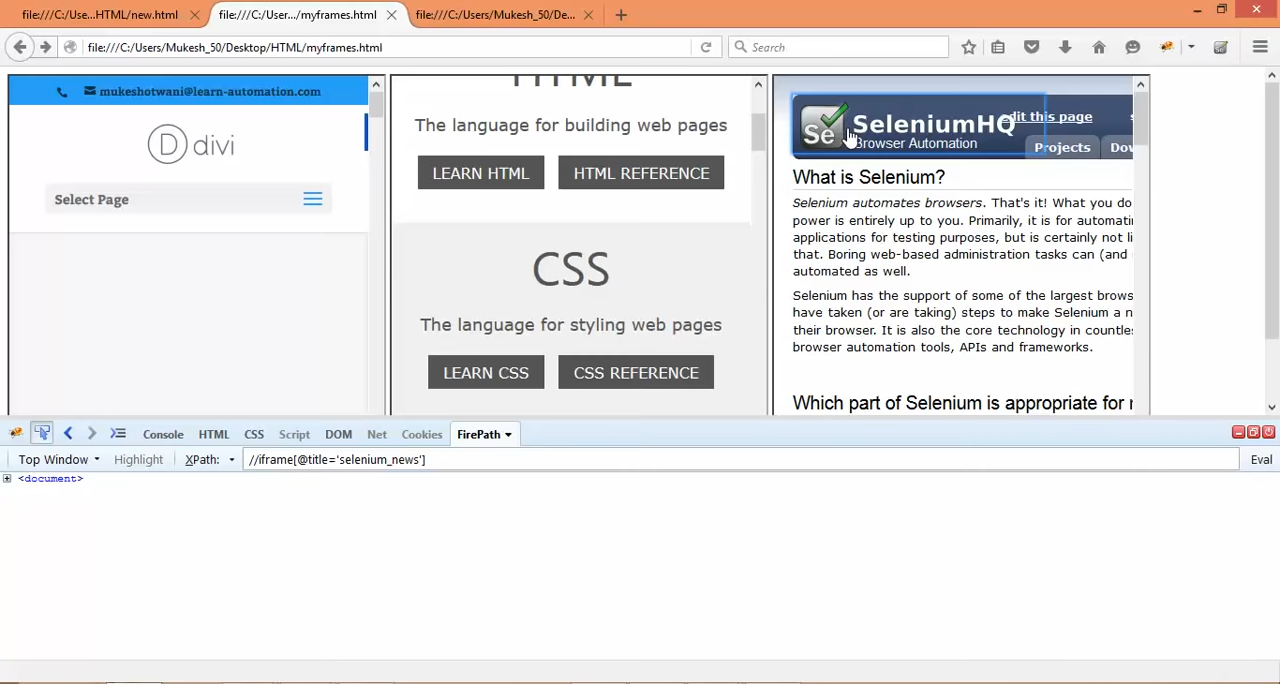 file:///C:/Use...HTML/new.html
file:///C:/User.../myframes.html
file:///C:/Users/Mukesh_50/De...
file:///C:/Users/Mukesh_50/Desktop/HTML/myframes.html
Search
mukeshotwani@learn-automation.com
D divi
Select Page
HTML
The language for building web pages
LEARN HTML
HTML REFERENCE
CSS
The language for styling web pages
LEARN CSS
CSS REFERENCE
edit this page
Se SeleniumHQ
Browser Automation
Projects
Dow
What is Selenium?
Selenium automates browsers. That's it! What you do
power is entirely up to you. Primarily, it is for automatin
applications for testing purposes, but is certainly not li
that. Boring web-based administration tasks can (and
automated as well.
Selenium has the support of some of the largest brows
have taken (or are taking) steps to make Selenium a n
their browser. It is also the core technology in countle
browser automation tools, APIs and frameworks.
Which part of Selenium is appropriate for
Console HTML CSS Script DOM Net Cookies FirePath
Top Window Highlight XPath: //iframe[@title='selenium_news'] Eval
<document>